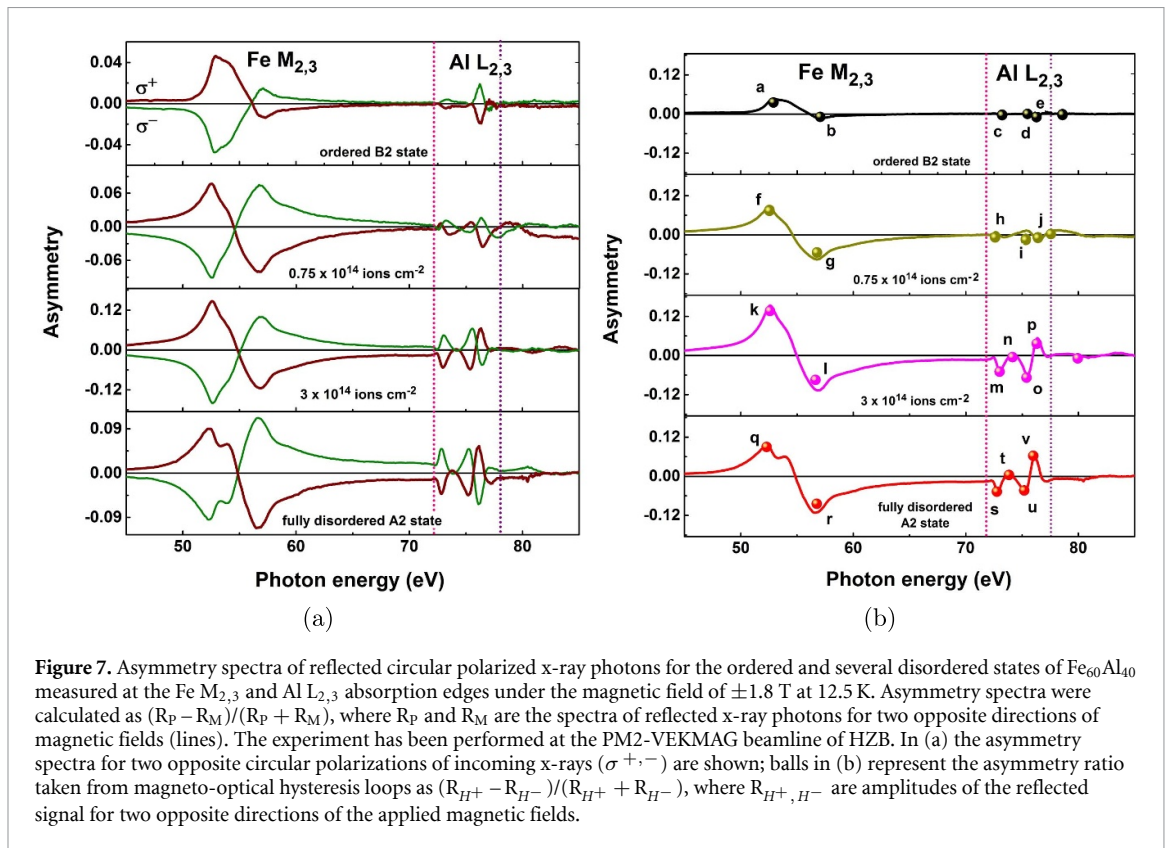 Fe M2,3 Al L2,3
0.04
σ+
0.00
σ−
-0.04
ordered B2 state
0.06
0.00
-0.06
0.75 x 10^14 ions cm-2
0.12
0.00
-0.12
3 x 10^14 ions cm-2
0.09
0.00
-0.09
fully disordered
A2 state
Asymmetry
50 60 70 80
Photon energy (eV)
(a)
0.12 Fe M2,3 Al L2,3
a
e
0.00
b c d
-0.12
ordered B2 state
0.12
f
h j
0.00
g i
-0.12
0.75 x 10^14 ions cm-2
0.12
k
n p
0.00
l
m o
-0.12
3 x 10^14 ions cm-2
0.12
q
t v
0.00
r s u
-0.12
fully disordered
A2 state
Asymmetry
50 60 70 80
Photon energy (eV)
(b)
Figure 7. Asymmetry spectra of reflected circular polarized x-ray photons for the ordered and several disordered states of Fe60Al40
measured at the Fe M2,3 and Al L2,3 absorption edges under the magnetic field of ±1.8 T at 12.5 K. Asymmetry spectra were
calculated as (RP − RM)/(RP + RM), where RP and RM are the spectra of reflected x-ray photons for two opposite directions of
magnetic fields (lines). The experiment has been performed at the PM2-VEKMAG beamline of HZB. In (a) the asymmetry
spectra for two opposite circular polarizations of incoming x-rays (σ+,−) are shown; balls in (b) represent the asymmetry ratio
taken from magneto-optical hysteresis loops as (RH+ − RH−)/(RH+ + RH−), where RH+,H− are amplitudes of the reflected
signal for two opposite directions of the applied magnetic fields.